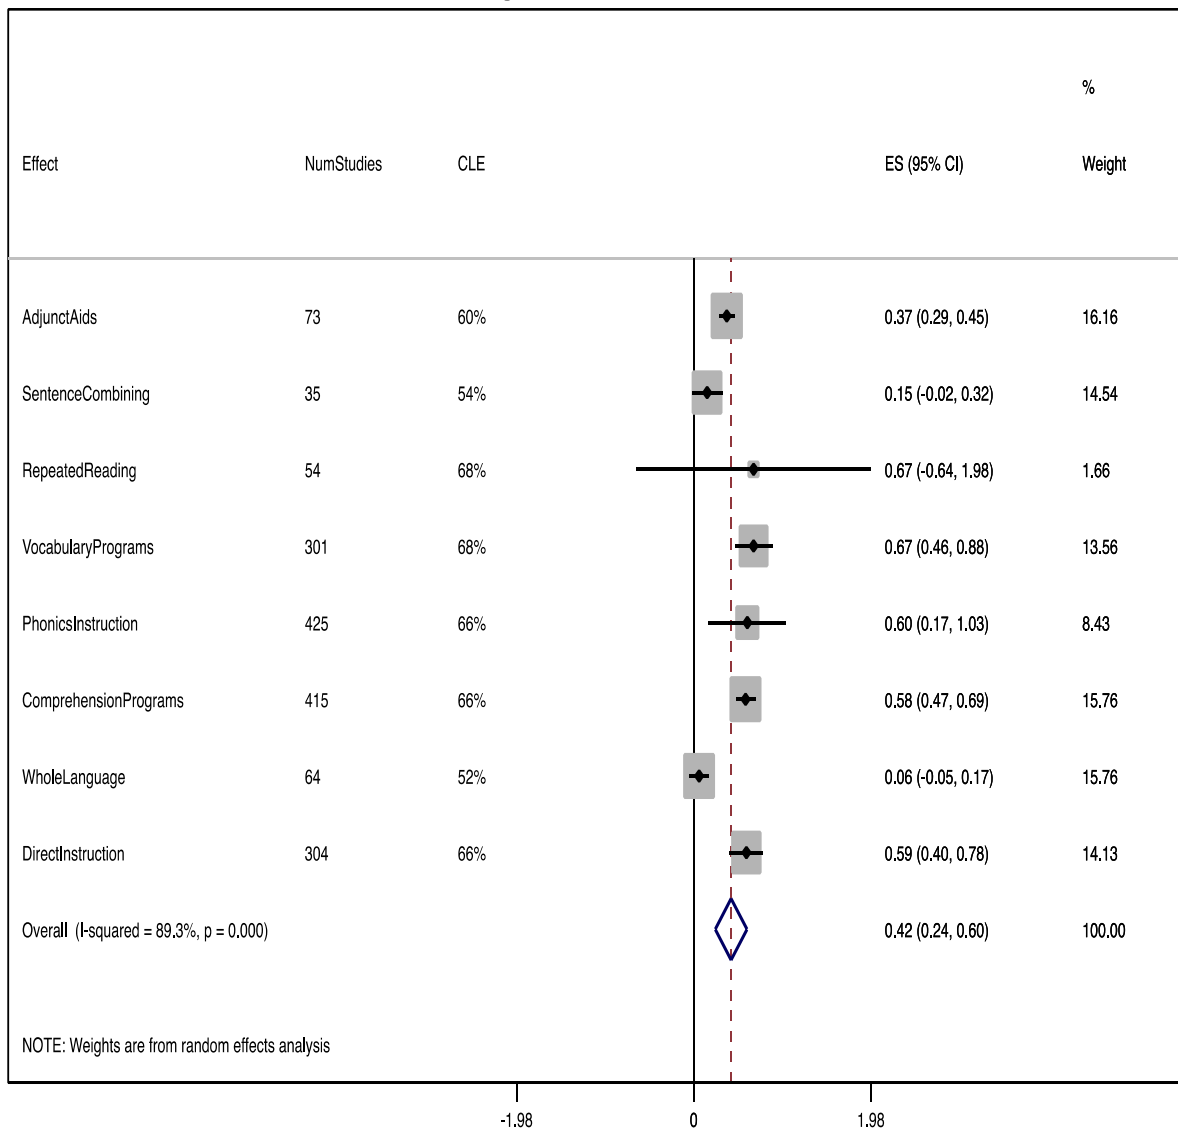 %
Effect NumStudies CLE ES (95% CI) Weight
AdjunctAids 73 60% 0.37 (0.29, 0.45) 16.16
SentenceCombining 35 54% 0.15 (-0.02, 0.32) 14.54
RepeatedReading 54 68% 0.67 (-0.64, 1.98) 1.66
VocabularyPrograms 301 68% 0.67 (0.46, 0.88) 13.56
PhonicsInstruction 425 66% 0.60 (0.17, 1.03) 8.43
ComprehensionPrograms 415 66% 0.58 (0.47, 0.69) 15.76
WholeLanguage 64 52% 0.06 (-0.05, 0.17) 15.76
DirectInstruction 304 66% 0.59 (0.40, 0.78) 14.13
Overall (I-squared = 89.3%, p = 0.000) 0.42 (0.24, 0.60) 100.00
NOTE: Weights are from random effects analysis
-1.98 0 1.98